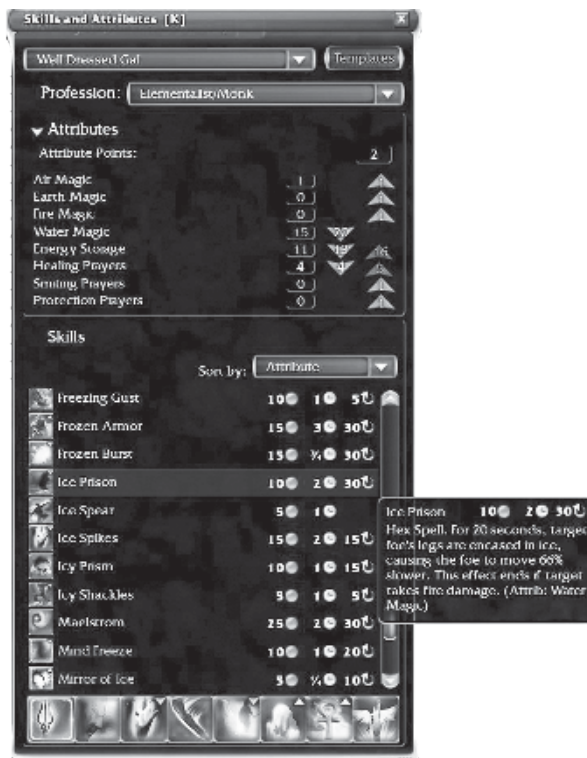 Skills and Attributes [K]
Well Dressed Gal
Templates
Profession: Elementalist/Monk
Attributes
Attribute Points: 2
Air Magic 1
Earth Magic 0
Fire Magic 0
Water Magic 15
Energy Storage 11
Healing Prayers 4 4
Smiting Prayers 0
Protection Prayers 0
Skills
Sort by: Attribute
Freezing Gust 10 1 5
Frozen Armor 15 3 30
Frozen Burst 15 ¾ 30
Ice Prison 10 2 30
Ice Spear 5 1
Ice Spikes 15 2 15
Icy Prism 10 1 15
Icy Shackles 5 1 5
Maelstrom 25 2 30
Mind Freeze 10 1 20
Mirror of Ice 5 ¼ 10
Ice Prison 10 2 30
Hex Spell. For 20 seconds, target
foe's legs are encased in ice,
causing the foe to move 66%
slower. This effect ends if target
takes fire damage. (Attrib: Water
Magic)